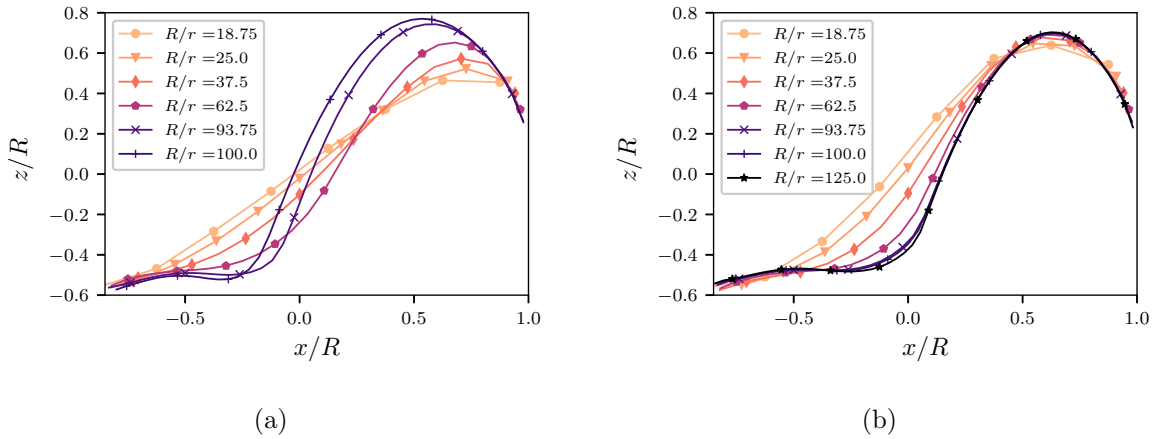 0.8
0.6
0.4
0.2
0.0
−0.2
−0.4
−0.6
z/R
R/r =18.75
R/r =25.0
R/r =37.5
R/r =62.5
R/r =93.75
R/r =100.0
−0.5
0.0
0.5
1.0
x/R
(a)
0.8
0.6
0.4
0.2
0.0
−0.2
−0.4
−0.6
z/R
R/r =18.75
R/r =25.0
R/r =37.5
R/r =62.5
R/r =93.75
R/r =100.0
R/r =125.0
−0.5
0.0
0.5
1.0
x/R
(b)